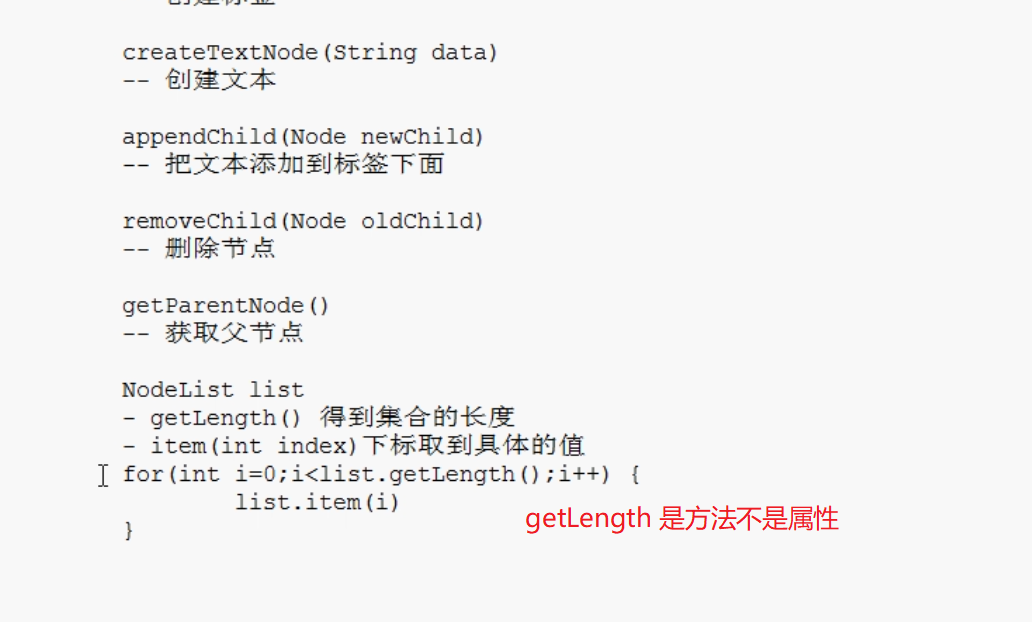 创建标签
createTextNode(String data)
-- 创建文本
appendChild(Node newChild)
-- 把文本添加到标签下面
removeChild(Node oldChild)
-- 删除节点
getParentNode()
-- 获取父节点
NodeList list
- getLength() 得到集合的长度
- item(int index)下标取到具体的值
for(int i=0;i<list.getLength();i++) {
list.item(i)
getLength 是方法不是属性
}